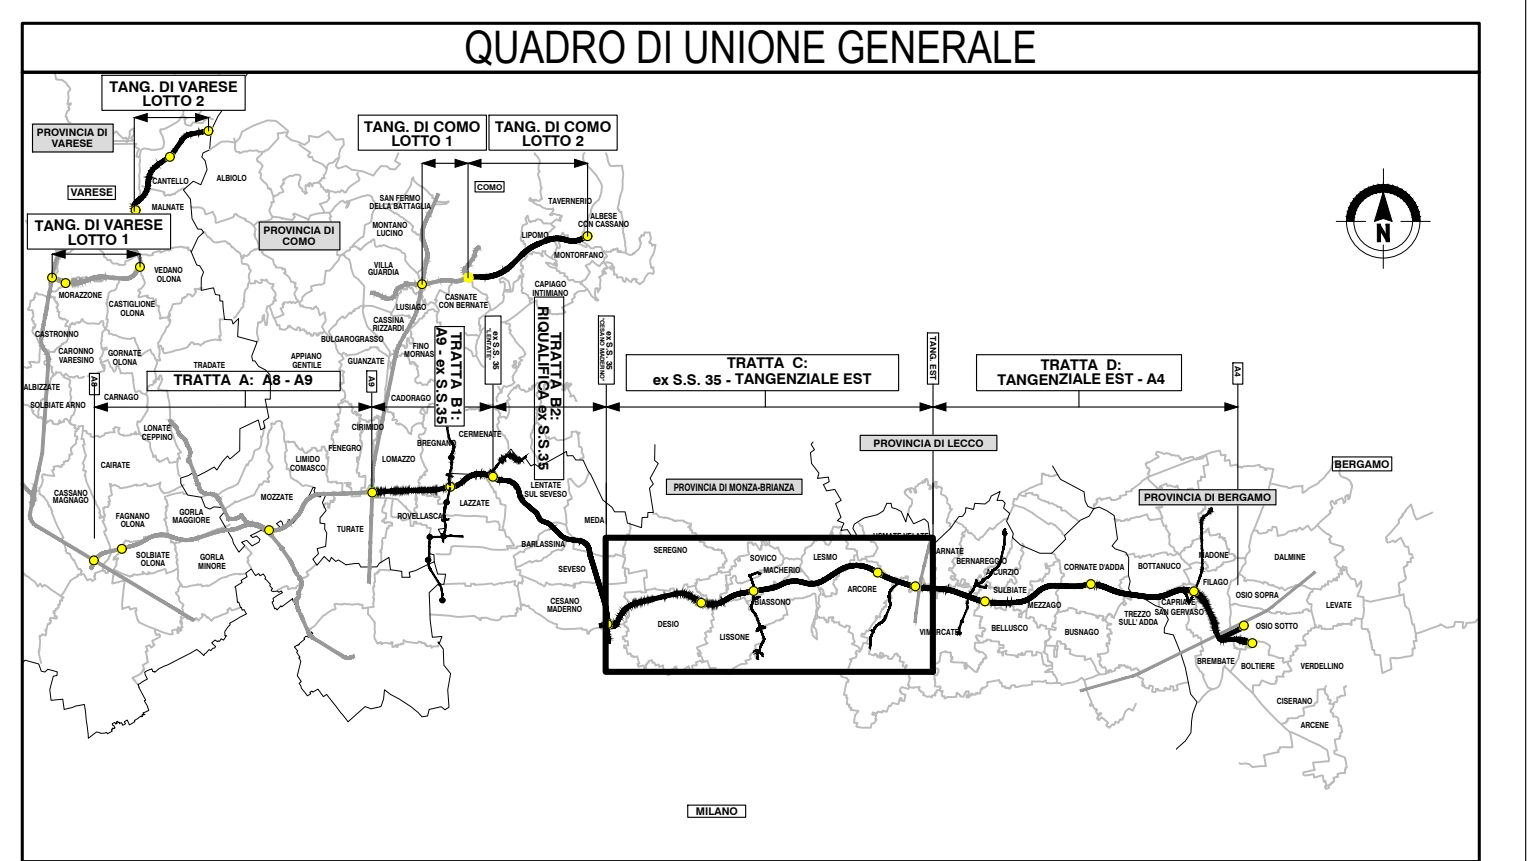 QUADRO DI UNIONE GENERALE
TANG. DI VARESE
LOTTO 2
PROVINCIA DI
VARESE
CANTELLO
ALBIOLO
VARESE
MALNATE
TANG. DI VARESE
LOTTO 1
VEDANO
OLONA
MORAZZONE
CASTIGLIONE
OLONA
PROVINCIA DI
COMO
TANG. DI COMO
LOTTO 1
TANG. DI COMO
LOTTO 2
COMO
SAN FERMO
DELLA BATTAGLIA
MONTANO
LUCINO
TAVERNERIO
ALBESE
CON CASSANO
LIPOMO
MONTORFANO
VILLA
GUARDIA
CAPIAGO
INTIMIANO
CASNATE
CON BERNATE
LUSIAGO
CASSINA
RIZZARDI
BULGAROGRASSO
FINO
MORNAS
N
CASTRONNO
CARONNO
VARESINO
GORNATE
OLONA
TRADATE
APPIANO
GENTILE
GUANZATE
ALBIZZATE
SOLBIATE ARNO
CARNAGO
A8
TRATTA A: A8 - A9
A9
CADORAGO
TRATTA B1:
A9 - ex S.S.35
ex S.S. 35
"LENTATE"
TRATTA B2:
RIQUALIFICA ex S.S.35
ex S.S. 35
"CESANO MADERNO"
TRATTA C:
ex S.S. 35 - TANGENZIALE EST
TANG. EST
TRATTA D:
TANGENZIALE EST - A4
A4
LONATE
CEPPINO
CIRIMIDO
FENEGRO
BREGNANO
CERMENATE
CAIRATE
LIMIDO
COMASCO
LOMAZZO
PROVINCIA DI LECCO
BERGAMO
PROVINCIA DI MONZA-BRIANZA
PROVINCIA DI BERGAMO
CASSANO
MAGNAGO
MOZZATE
LENTATE
SUL SEVESO
LAZZATE
ROVELLASCA
FAGNANO
OLONA
GORLA
MAGGIORE
TURATE
MEDA
BARLASSINA
SOLBIATE
OLONA
GORLA
MINORE
SEVESO
CESANO
MADERNO
SEREGNO
SOVICO
MACHERIO
LESMO
ARCORE
BIASSONO
DESIO
LISSONE
BERNAREGGIO
SULBIATE
MEZZAGO
VIMERCATE
BELLUSCO
BUSNAGO
CORNATE D'ADDA
BOTTANUCO
MADONE
DALMINE
FILAGO
OSIO SOPRA
TREZZO
SULL' ADDA
CAPRIATE
SAN GERVASO
LEVATE
OSIO SOTTO
BREMBATE
BOLTIERE
VERDELLINO
CISERANO
ARCENE
MILANO